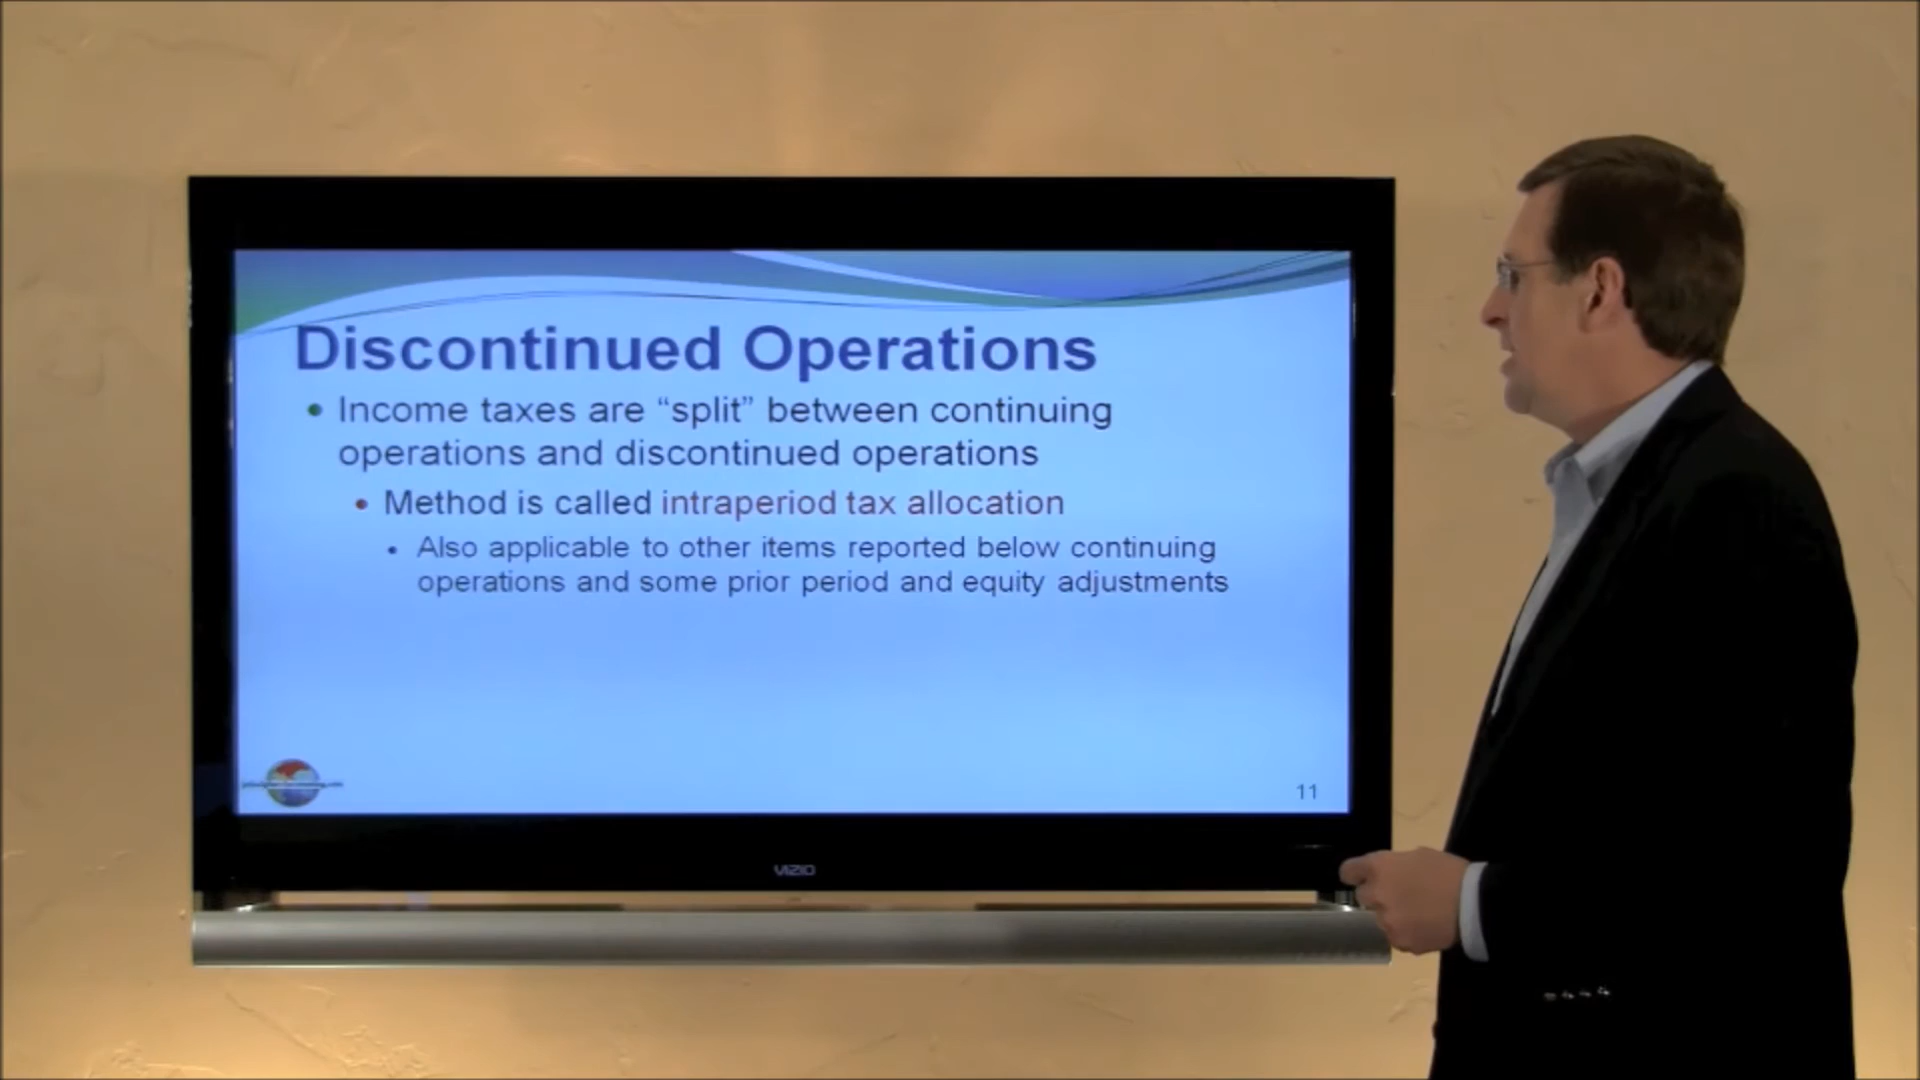 Discontinued Operations
• Income taxes are “split” between continuing
operations and discontinued operations
• Method is called intraperiod tax allocation
• Also applicable to other items reported below continuing
operations and some prior period and equity adjustments
11
VIZIO